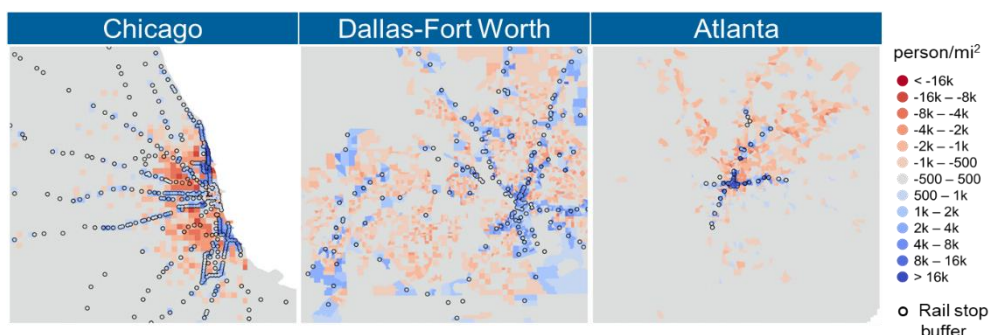 Chicago
Dallas-Fort Worth
Atlanta
person/mi²
< -16k
-16k – -8k
-8k – -4k
-4k – -2k
-2k – -1k
-1k – -500
-500 – 500
500 – 1k
1k – 2k
2k – 4k
4k – 8k
8k – 16k
> 16k
Rail stop
buffer